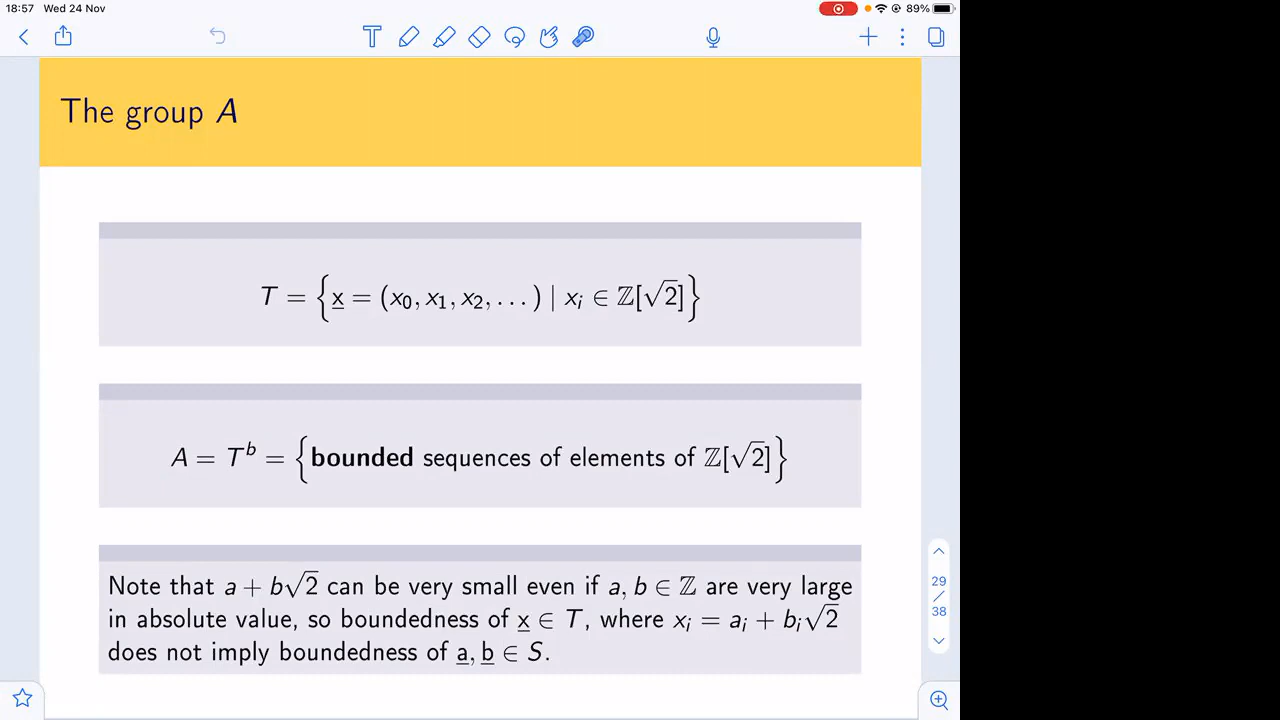 18:57 Wed 24 Nov 89%
The group A
T = { x̲ = (x₀, x₁, x₂, . . . ) | xᵢ ∈ ℤ[√2] }
A = Tᵇ = { bounded sequences of elements of ℤ[√2] }
Note that a + b√2 can be very small even if a, b ∈ ℤ are very large
in absolute value, so boundedness of x̲ ∈ T, where xᵢ = aᵢ + bᵢ√2
does not imply boundedness of a̲, b̲ ∈ S.
29
/
38